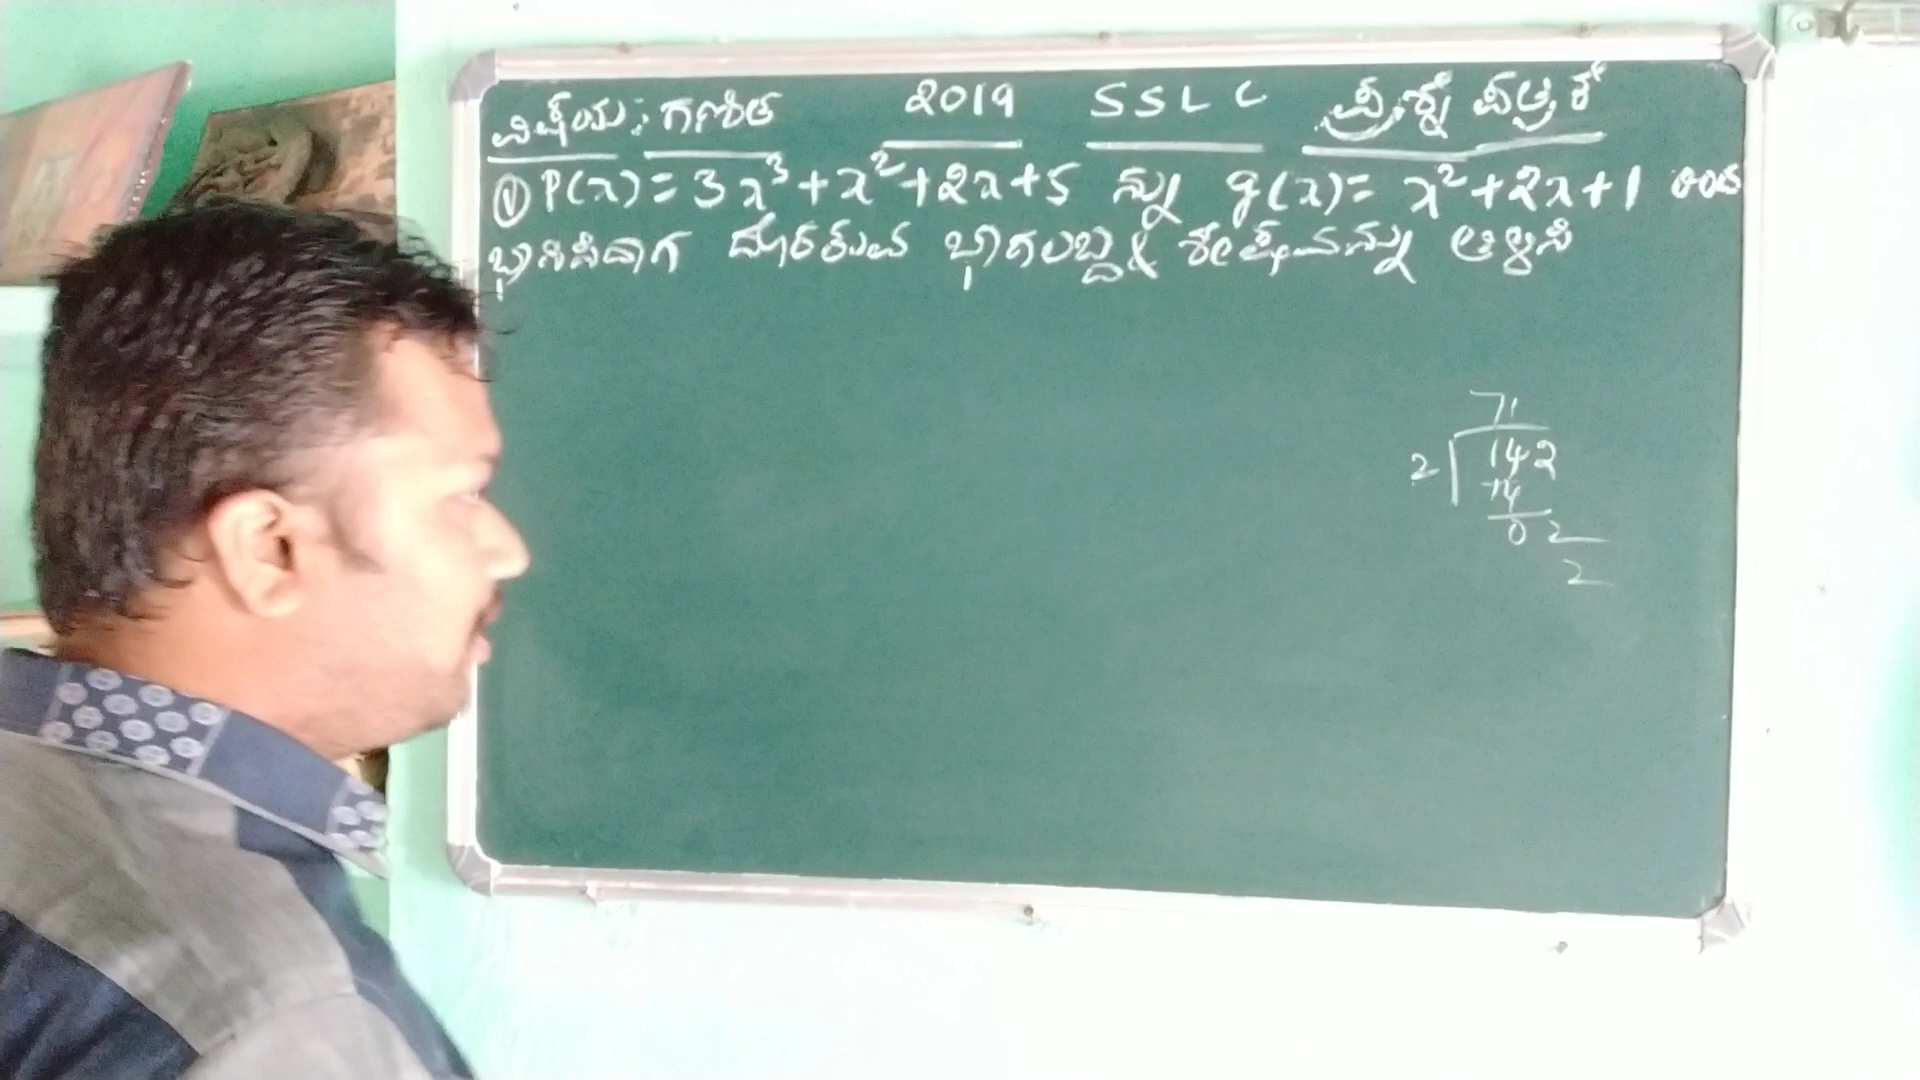 ವಿಷಯ: ಗಣಿತ 2019 SSLC ಪ್ರಶ್ನೆ ಪತ್ರಿಕೆ
① P(x) = 3x³ + x² + 2x + 5 ನ್ನು g(x) = x² + 2x + 1 ರಿಂದ
ಭಾಗಿಸಿದಾಗ ದೊರಕುವ ಭಾಗಲಬ್ದ & ಶೇಷವನ್ನು
71
2 142
14
02
2